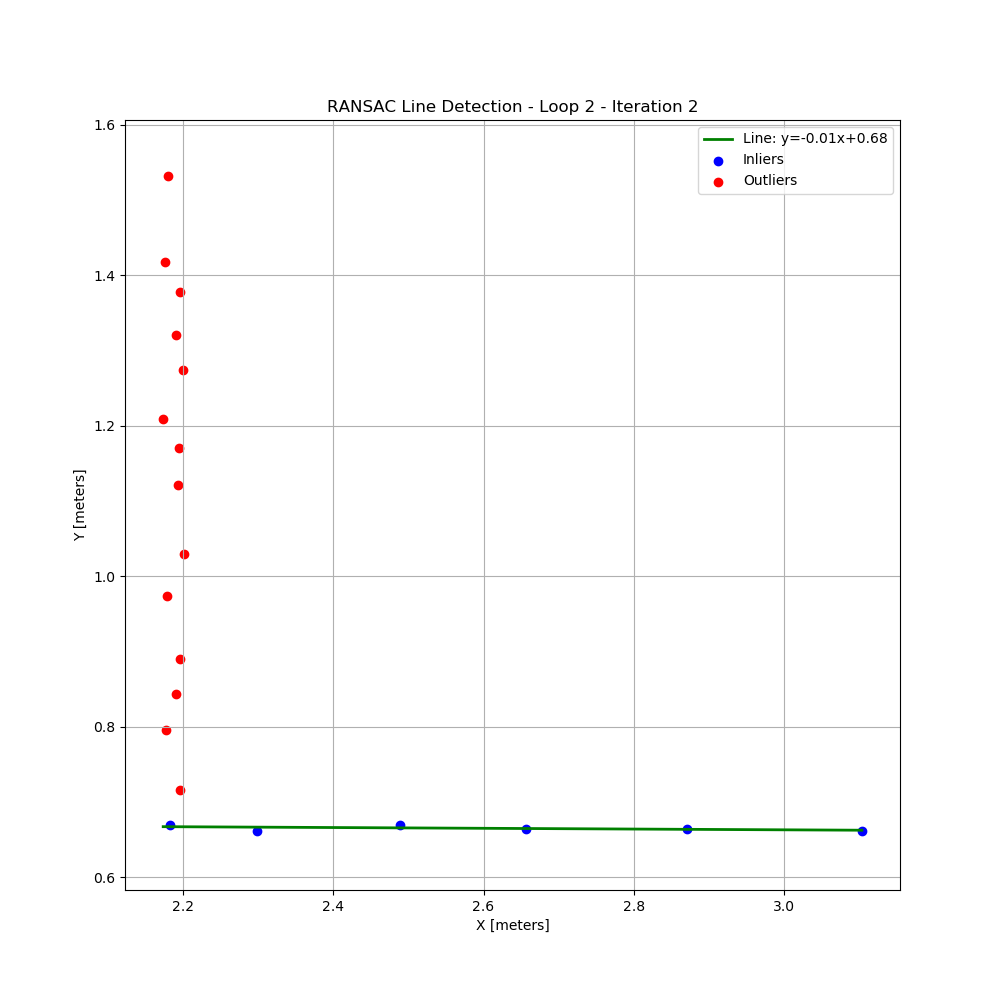 RANSAC Line Detection - Loop 2 - Iteration 2
Line: y=-0.01x+0.68
Inliers
Outliers
1.6
1.4
1.2
1.0
0.8
0.6
Y [meters]
2.2 2.4 2.6 2.8 3.0
X [meters]